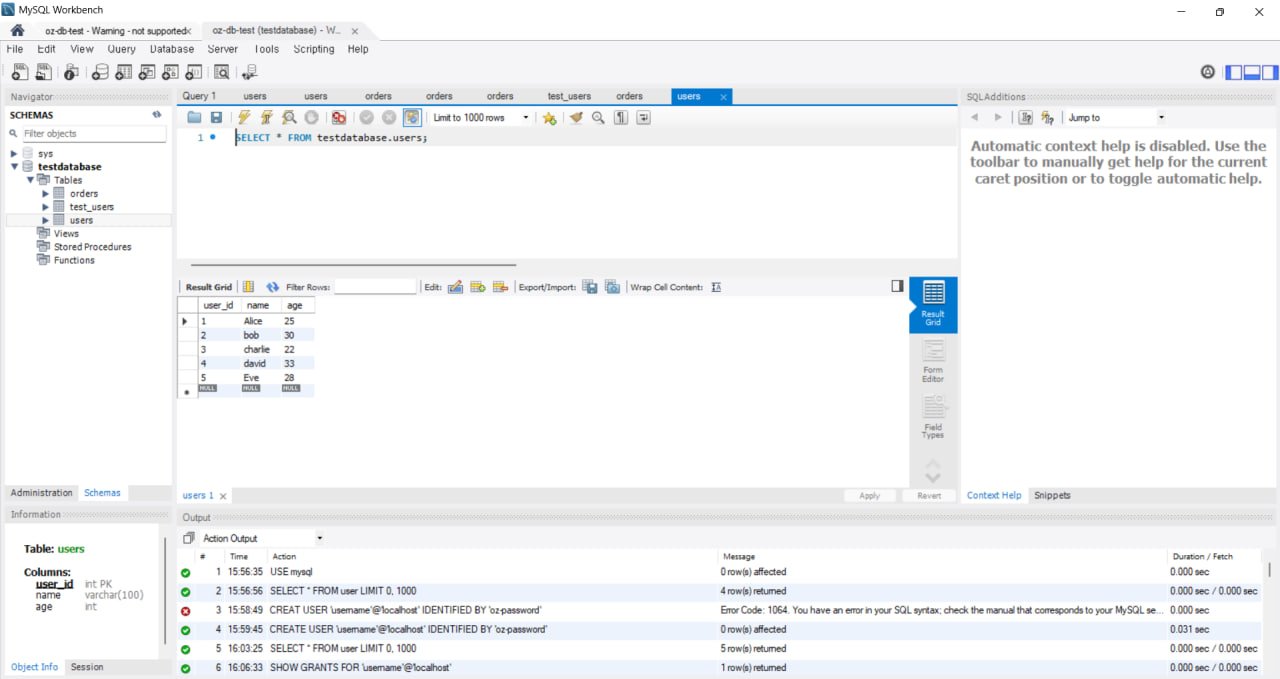 MySQL Workbench
oz-db-test - Warning - not supported
oz-db-test (testdatabase) - W...
File Edit View Query Database Server Tools Scripting Help
Navigator
SCHEMAS
Filter objects
sys
testdatabase
Tables
orders
test_users
users
Views
Stored Procedures
Functions
Administration Schemas
Information
Table: users
Columns:
user_id int PK
name varchar(100)
age int
Object Info Session
Query 1 users users orders orders orders test_users orders users
Limit to 1000 rows
1 SELECT * FROM testdatabase.users;
Result Grid Filter Rows: Edit: Export/Import: Wrap Cell Content:
user_id name age
1 Alice 25
2 bob 30
3 charlie 22
4 david 33
5 Eve 28
NULL NULL NULL
Result
Grid
Form
Editor
Field
Types
users 1
Apply Revert
SQLAdditions
Jump to
Automatic context help is disabled. Use the
toolbar to manually get help for the current
caret position or to toggle automatic help.
Context Help Snippets
Output
Action Output
# Time Action Message Duration / Fetch
1 15:56:35 USE mysql 0 row(s) affected 0.000 sec
2 15:56:56 SELECT * FROM user LIMIT 0, 1000 4 row(s) returned 0.000 sec / 0.000 sec
3 15:58:49 CREAT USER 'username'@'localhost' IDENTIFIED BY 'oz-password' Error Code: 1064. You have an error in your SQL syntax; check the manual that corresponds to your MySQL se... 0.000 sec
4 15:59:45 CREATE USER 'username'@'localhost' IDENTIFIED BY 'oz-password' 0 row(s) affected 0.031 sec
5 16:03:25 SELECT * FROM user LIMIT 0, 1000 5 row(s) returned 0.000 sec / 0.000 sec
6 16:06:33 SHOW GRANTS FOR 'username'@'localhost' 1 row(s) returned 0.000 sec / 0.000 sec